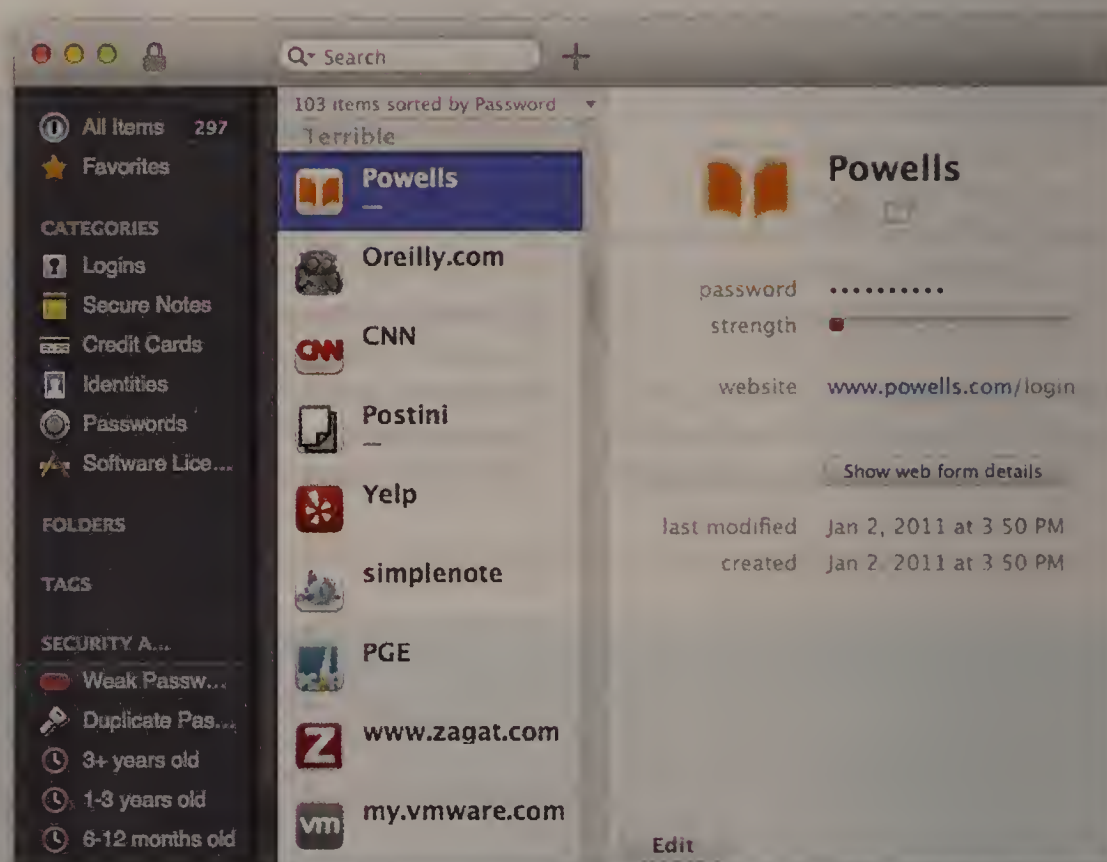 Search
All Items 297
Favorites
CATEGORIES
Logins
Secure Notes
Credit Cards
Identities
Passwords
Software Lice...
FOLDERS
TAGS
SECURITY A...
Weak Passw...
Duplicate Pas...
3+ years old
1-3 years old
6-12 months old
103 items sorted by Password
Terrible
Powells
Oreilly.com
CNN
CNN
Postini
Yelp
simplenote
PGE
Z
www.zagat.com
vm
my.vmware.com
Powells
password ••••••••••
strength
website www.powells.com/login
Show web form details
last modified Jan 2, 2011 at 3 50 PM
created Jan 2, 2011 at 3 50 PM
Edit